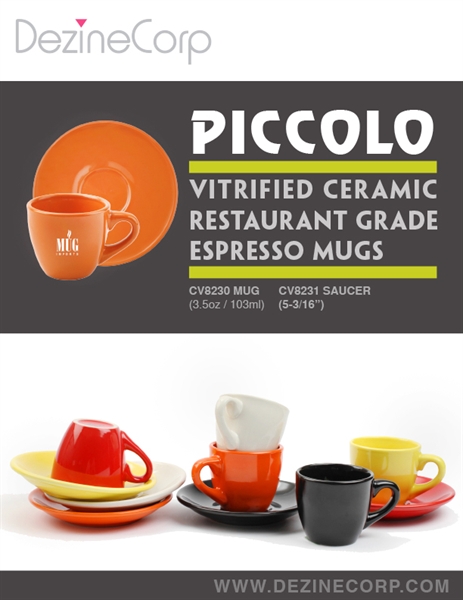 DezineCorp
PICCOLO
VITRIFIED CERAMIC
RESTAURANT GRADE
ESPRESSO MUGS
CV8230 MUG CV8231 SAUCER
(3.5oz / 103ml) (5-3/16”)
MUG
IMPORTS
WWW.DEZINECORP.COM